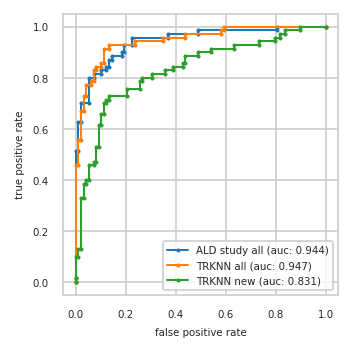 1.0
0.8
0.6
0.4
0.2
0.0
true positive rate
ALD study all (auc: 0.944)
TRKNN all (auc: 0.947)
TRKNN new (auc: 0.831)
0.0 0.2 0.4 0.6 0.8 1.0
false positive rate